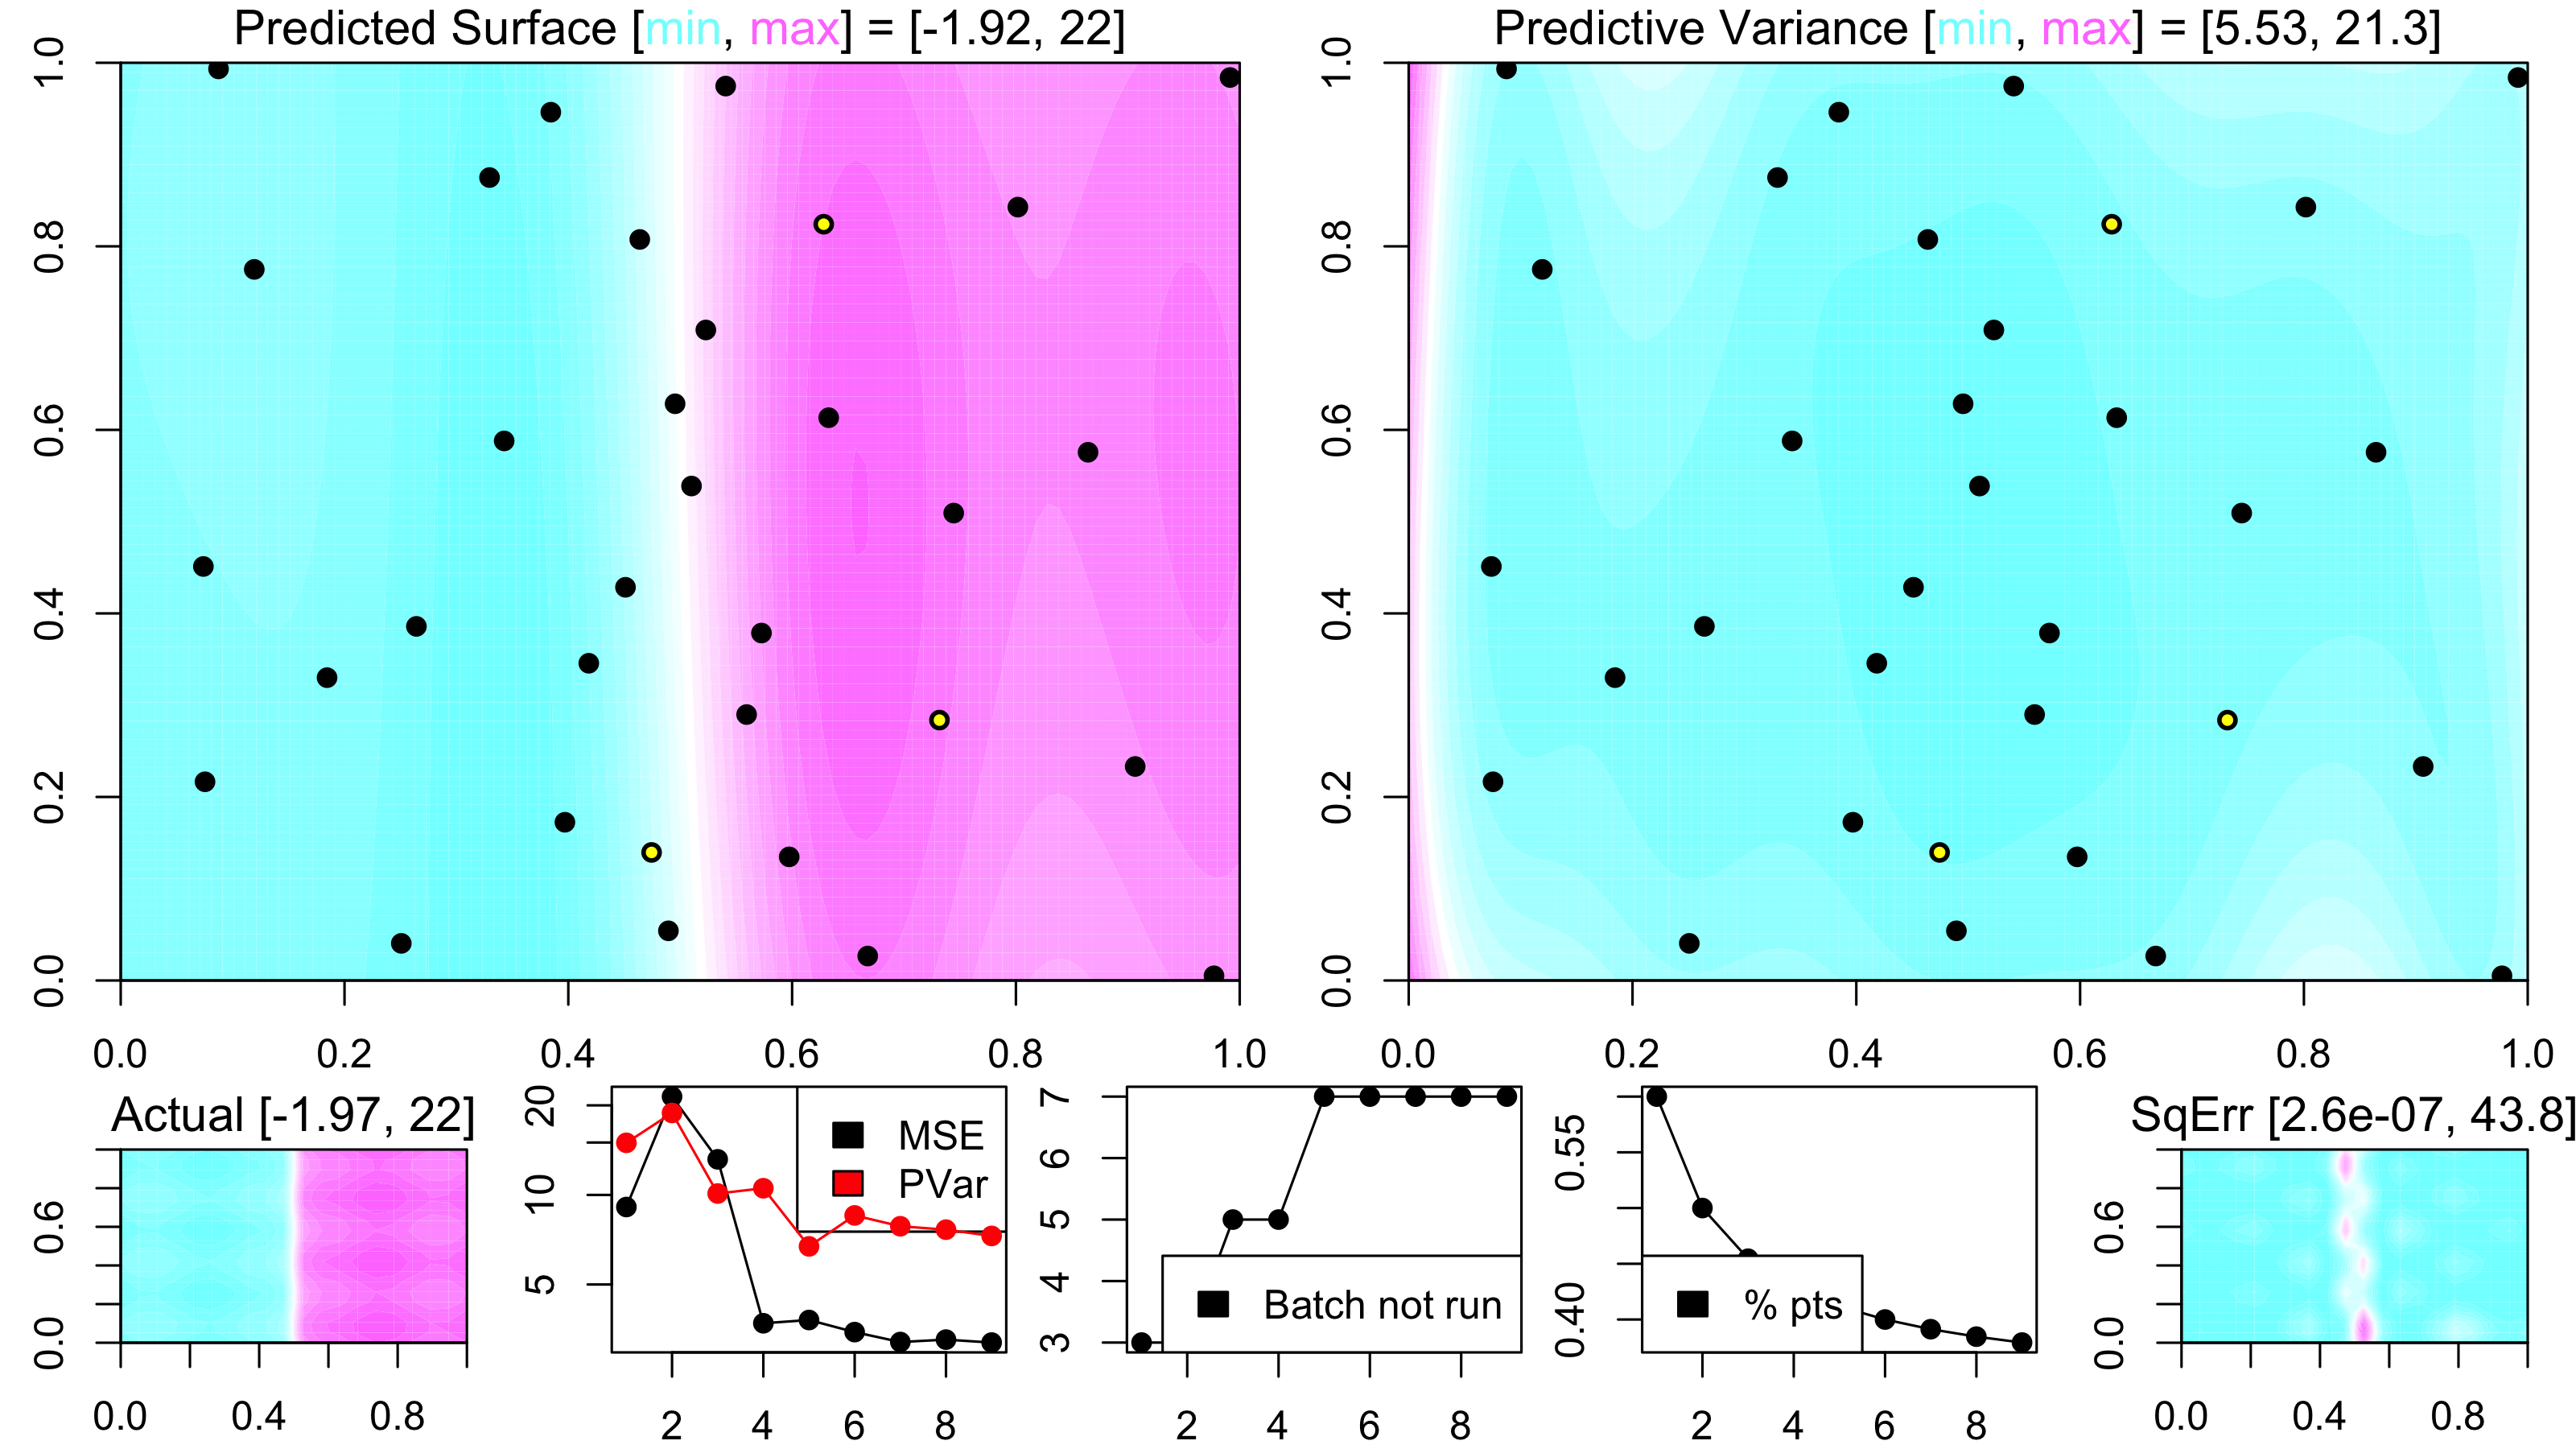 Predicted Surface [min, max] = [-1.92, 22]
1.0
0.8
0.6
0.4
0.2
0.0
0.0 0.2 0.4 0.6 0.8 1.0
Predictive Variance [min, max] = [5.53, 21.3]
1.0
0.8
0.6
0.4
0.2
0.0
0.0 0.2 0.4 0.6 0.8 1.0
Actual [-1.97, 22]
0.6
0.0
0.0 0.4 0.8
20
10
5
MSE
PVar
2 4 6 8
7
6
5
4
3
Batch not run
2 4 6 8
0.55
0.40
% pts
2 4 6 8
SqErr [2.6e-07, 43.8]
0.6
0.0
0.0 0.4 0.8